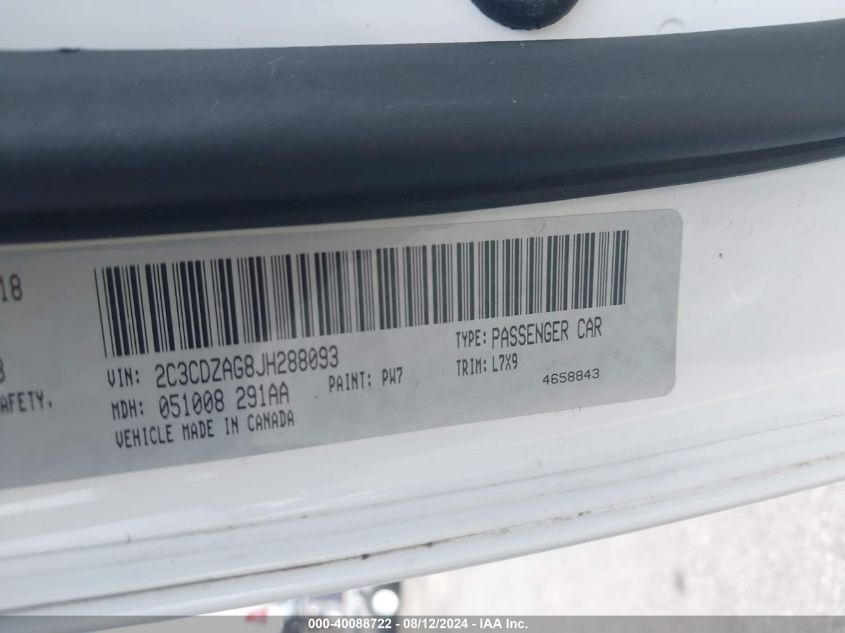 18
VIN: 2C3CDZAG8JH288093
TYPE: PASSENGER CAR
AFETY.
MDH: 051008 291AA
PAINT: PW7
TRIM: L7X9
4658843
VEHICLE MADE IN CANADA
000-40088722 - 08/12/2024 - IAA Inc.